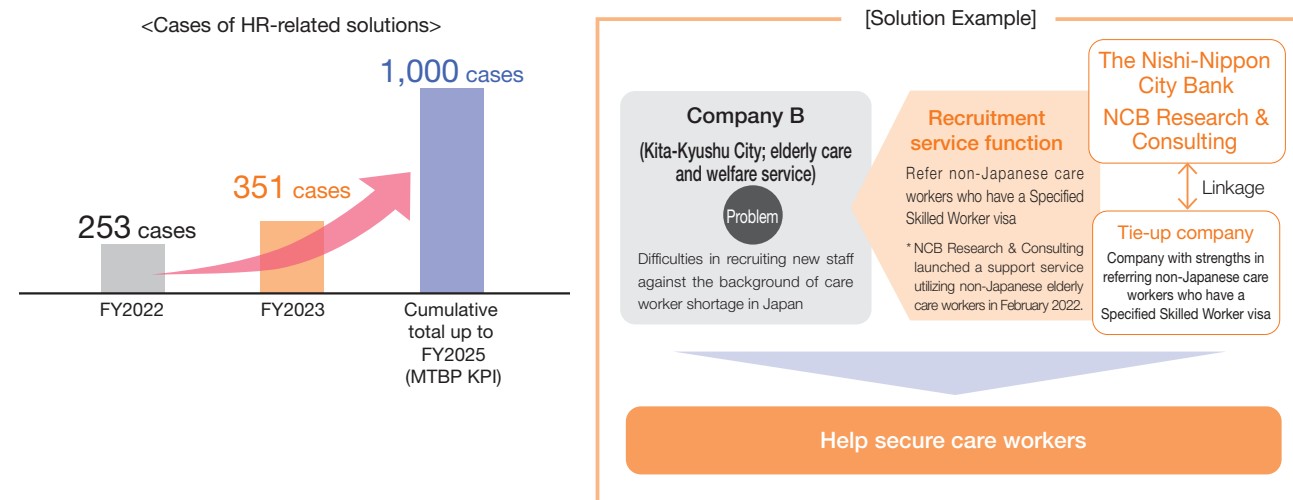 <Cases of HR-related solutions>
1,000 cases
351 cases
253 cases
FY2022
FY2023
Cumulative
total up to
FY2025
(MTBP KPI)
[Solution Example]
Company B
(Kita-Kyushu City; elderly care
and welfare service)
Problem
Difficulties in recruiting new staff
against the background of care
worker shortage in Japan
Recruitment
service function
Refer non-Japanese care
workers who have a Specified
Skilled Worker visa
* NCB Research & Consulting
launched a support service
utilizing non-Japanese elderly
care workers in February 2022.
The Nishi-Nippon
City Bank
NCB Research &
Consulting
Linkage
Tie-up company
Company with strengths in
referring non-Japanese care
workers who have a
Specified Skilled Worker visa
Help secure care workers